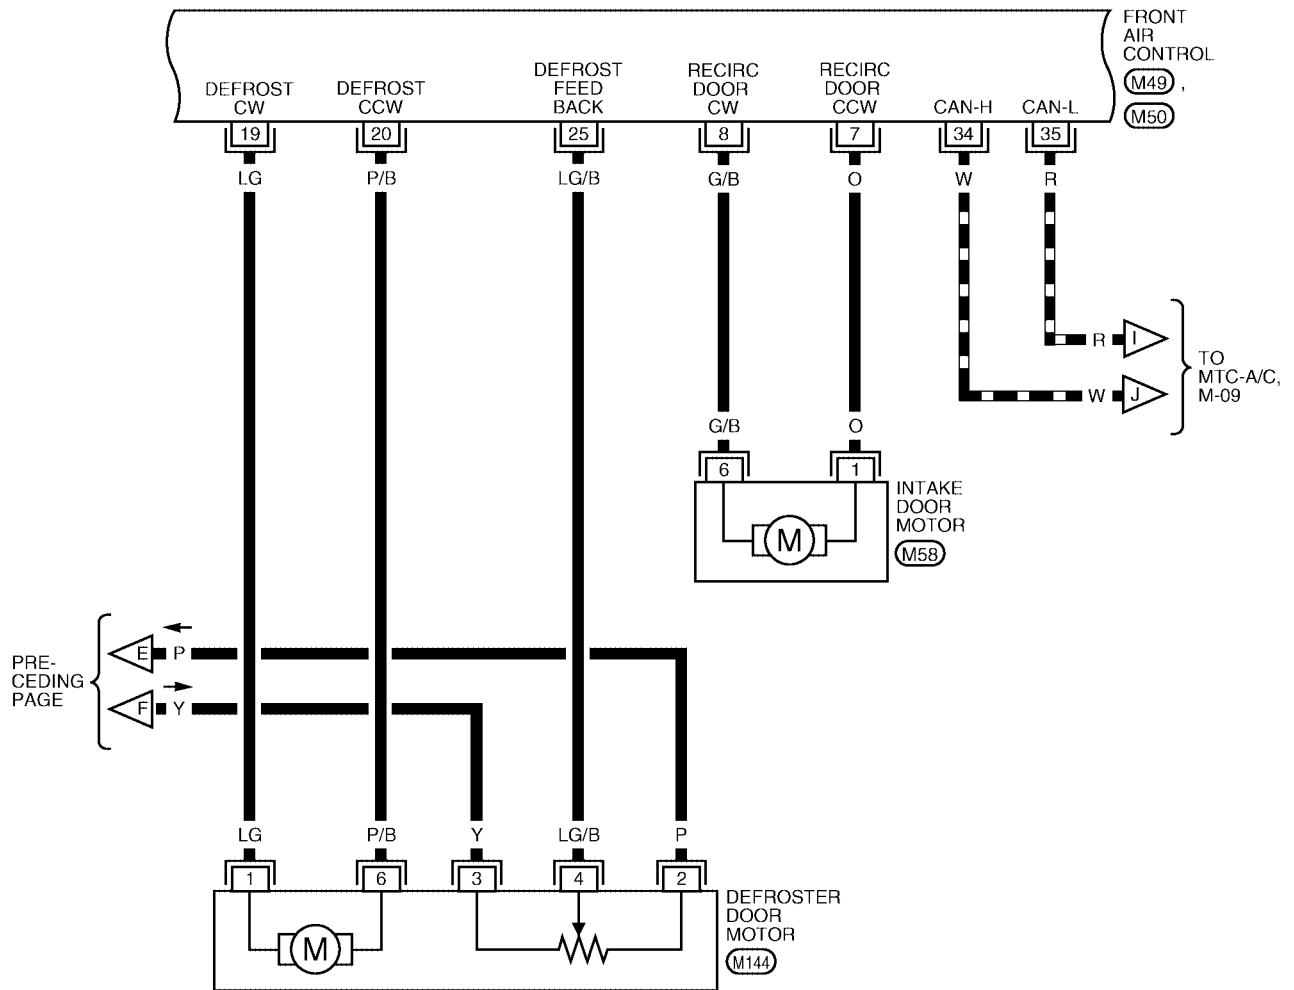 FRONT
AIR
CONTROL
M49 ,
M50
DEFROST
CW
DEFROST
CCW
DEFROST
FEED
BACK
RECIRC
DOOR
CW
RECIRC
DOOR
CCW
CAN-H
CAN-L
19
20
25
8
7
34
35
LG
P/B
LG/B
G/B
O
W
R
R
I
W
J
TO
MTC-A/C,
M-09
G/B
O
6
1
M
INTAKE
DOOR
MOTOR
M58
PRE-
CEDING
PAGE
E
P
F
Y
LG
P/B
Y
LG/B
P
1
6
3
4
2
M
DEFROSTER
DOOR
MOTOR
M144